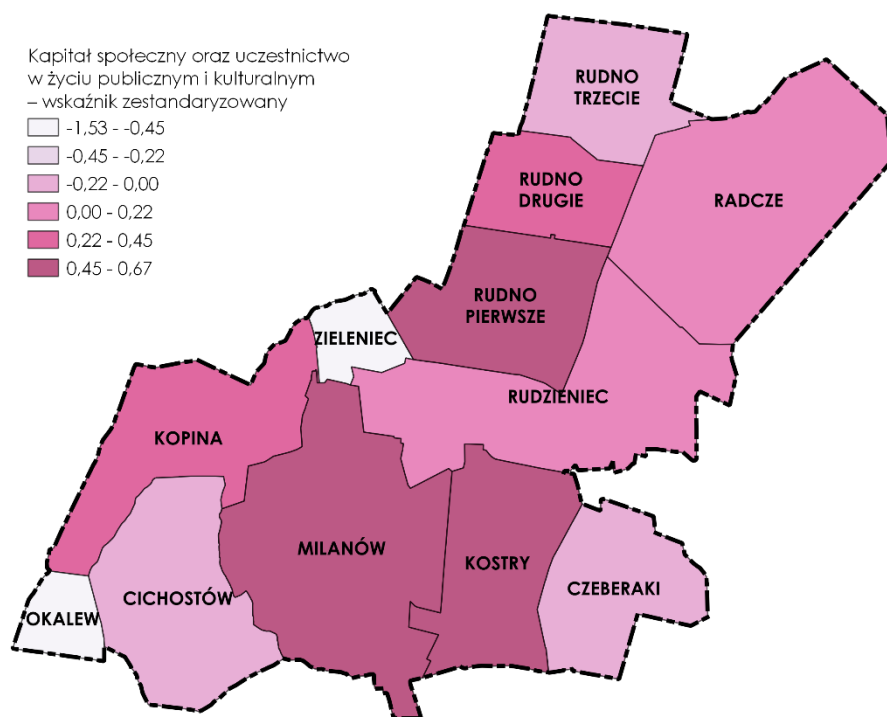 Kapitał społeczny oraz uczestnictwo
w życiu publicznym i kulturalnym
– wskaźnik zestandaryzowany
-1,53 - -0,45
-0,45 - -0,22
-0,22 - 0,00
0,00 - 0,22
0,22 - 0,45
0,45 - 0,67
RUDNO
TRZECIE
RUDNO
DRUGIE
RADCZE
RUDNO
PIERWSZE
ZIELENIEC
RUDZIENIEC
KOPINA
MILANÓW
KOSTRY
CZEBERAKI
CICHOSTÓW
OKALEW